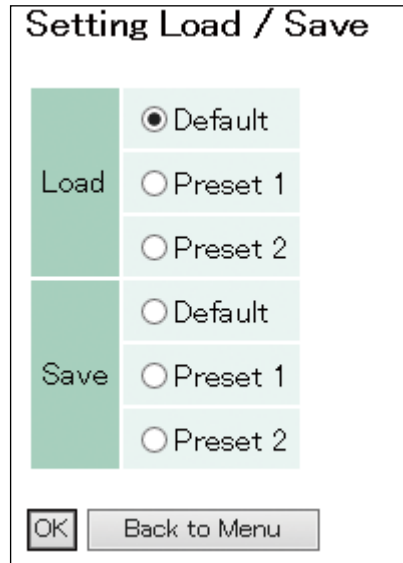 Setting Load / Save
Load
Default
Preset 1
Preset 2
Save
Default
Preset 1
Preset 2
OK
Back to Menu